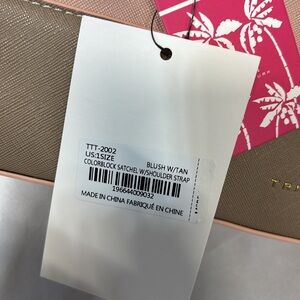 TTT-2002
US:1SIZE BLUSH W/TAN
COLORBLOCK SATCHEL W/SHOULDER STRAP
196644009032
MADE IN CHINA FABRIQUÉ EN CHINE